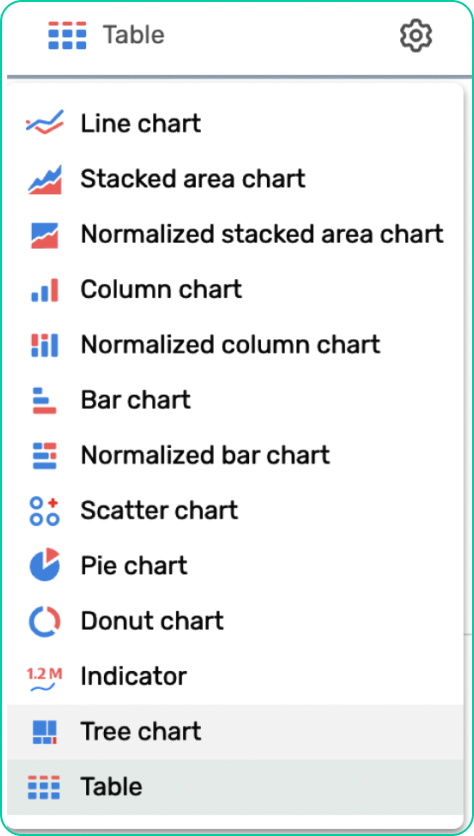 Table
Line chart
Stacked area chart
Normalized stacked area chart
Column chart
Normalized column chart
Bar chart
Normalized bar chart
Scatter chart
Pie chart
Donut chart
1.2 M Indicator
Tree chart
Table